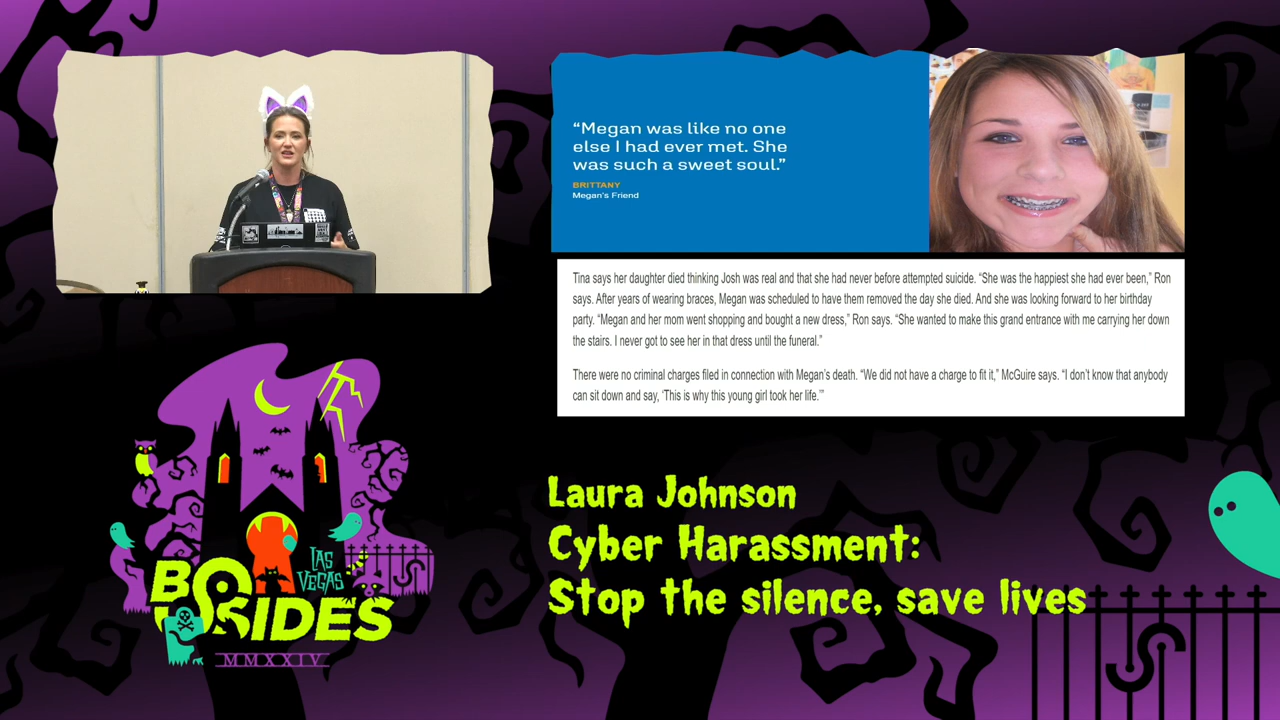 “Megan was like no one
else I had ever met. She
was such a sweet soul.”
BRITTANY
Megan's Friend
Tina says her daughter died thinking Josh was real and that she had never before attempted suicide. “She was the happiest she had ever been,” Ron
says. After years of wearing braces, Megan was scheduled to have them removed the day she died. And she was looking forward to her birthday
party. “Megan and her mom went shopping and bought a new dress,” Ron says. “She wanted to make this grand entrance with me carrying her down
the stairs. I never got to see her in that dress until the funeral.”
There were no criminal charges filed in connection with Megan's death. “We did not have a charge to fit it,” McGuire says. “I don't know that anybody
can sit down and say, ‘This is why this young girl took her life.’”
Laura Johnson
Cyber Harassment:
Stop the silence, save lives
LAS
VEGAS
BSIDES
MMXXIV